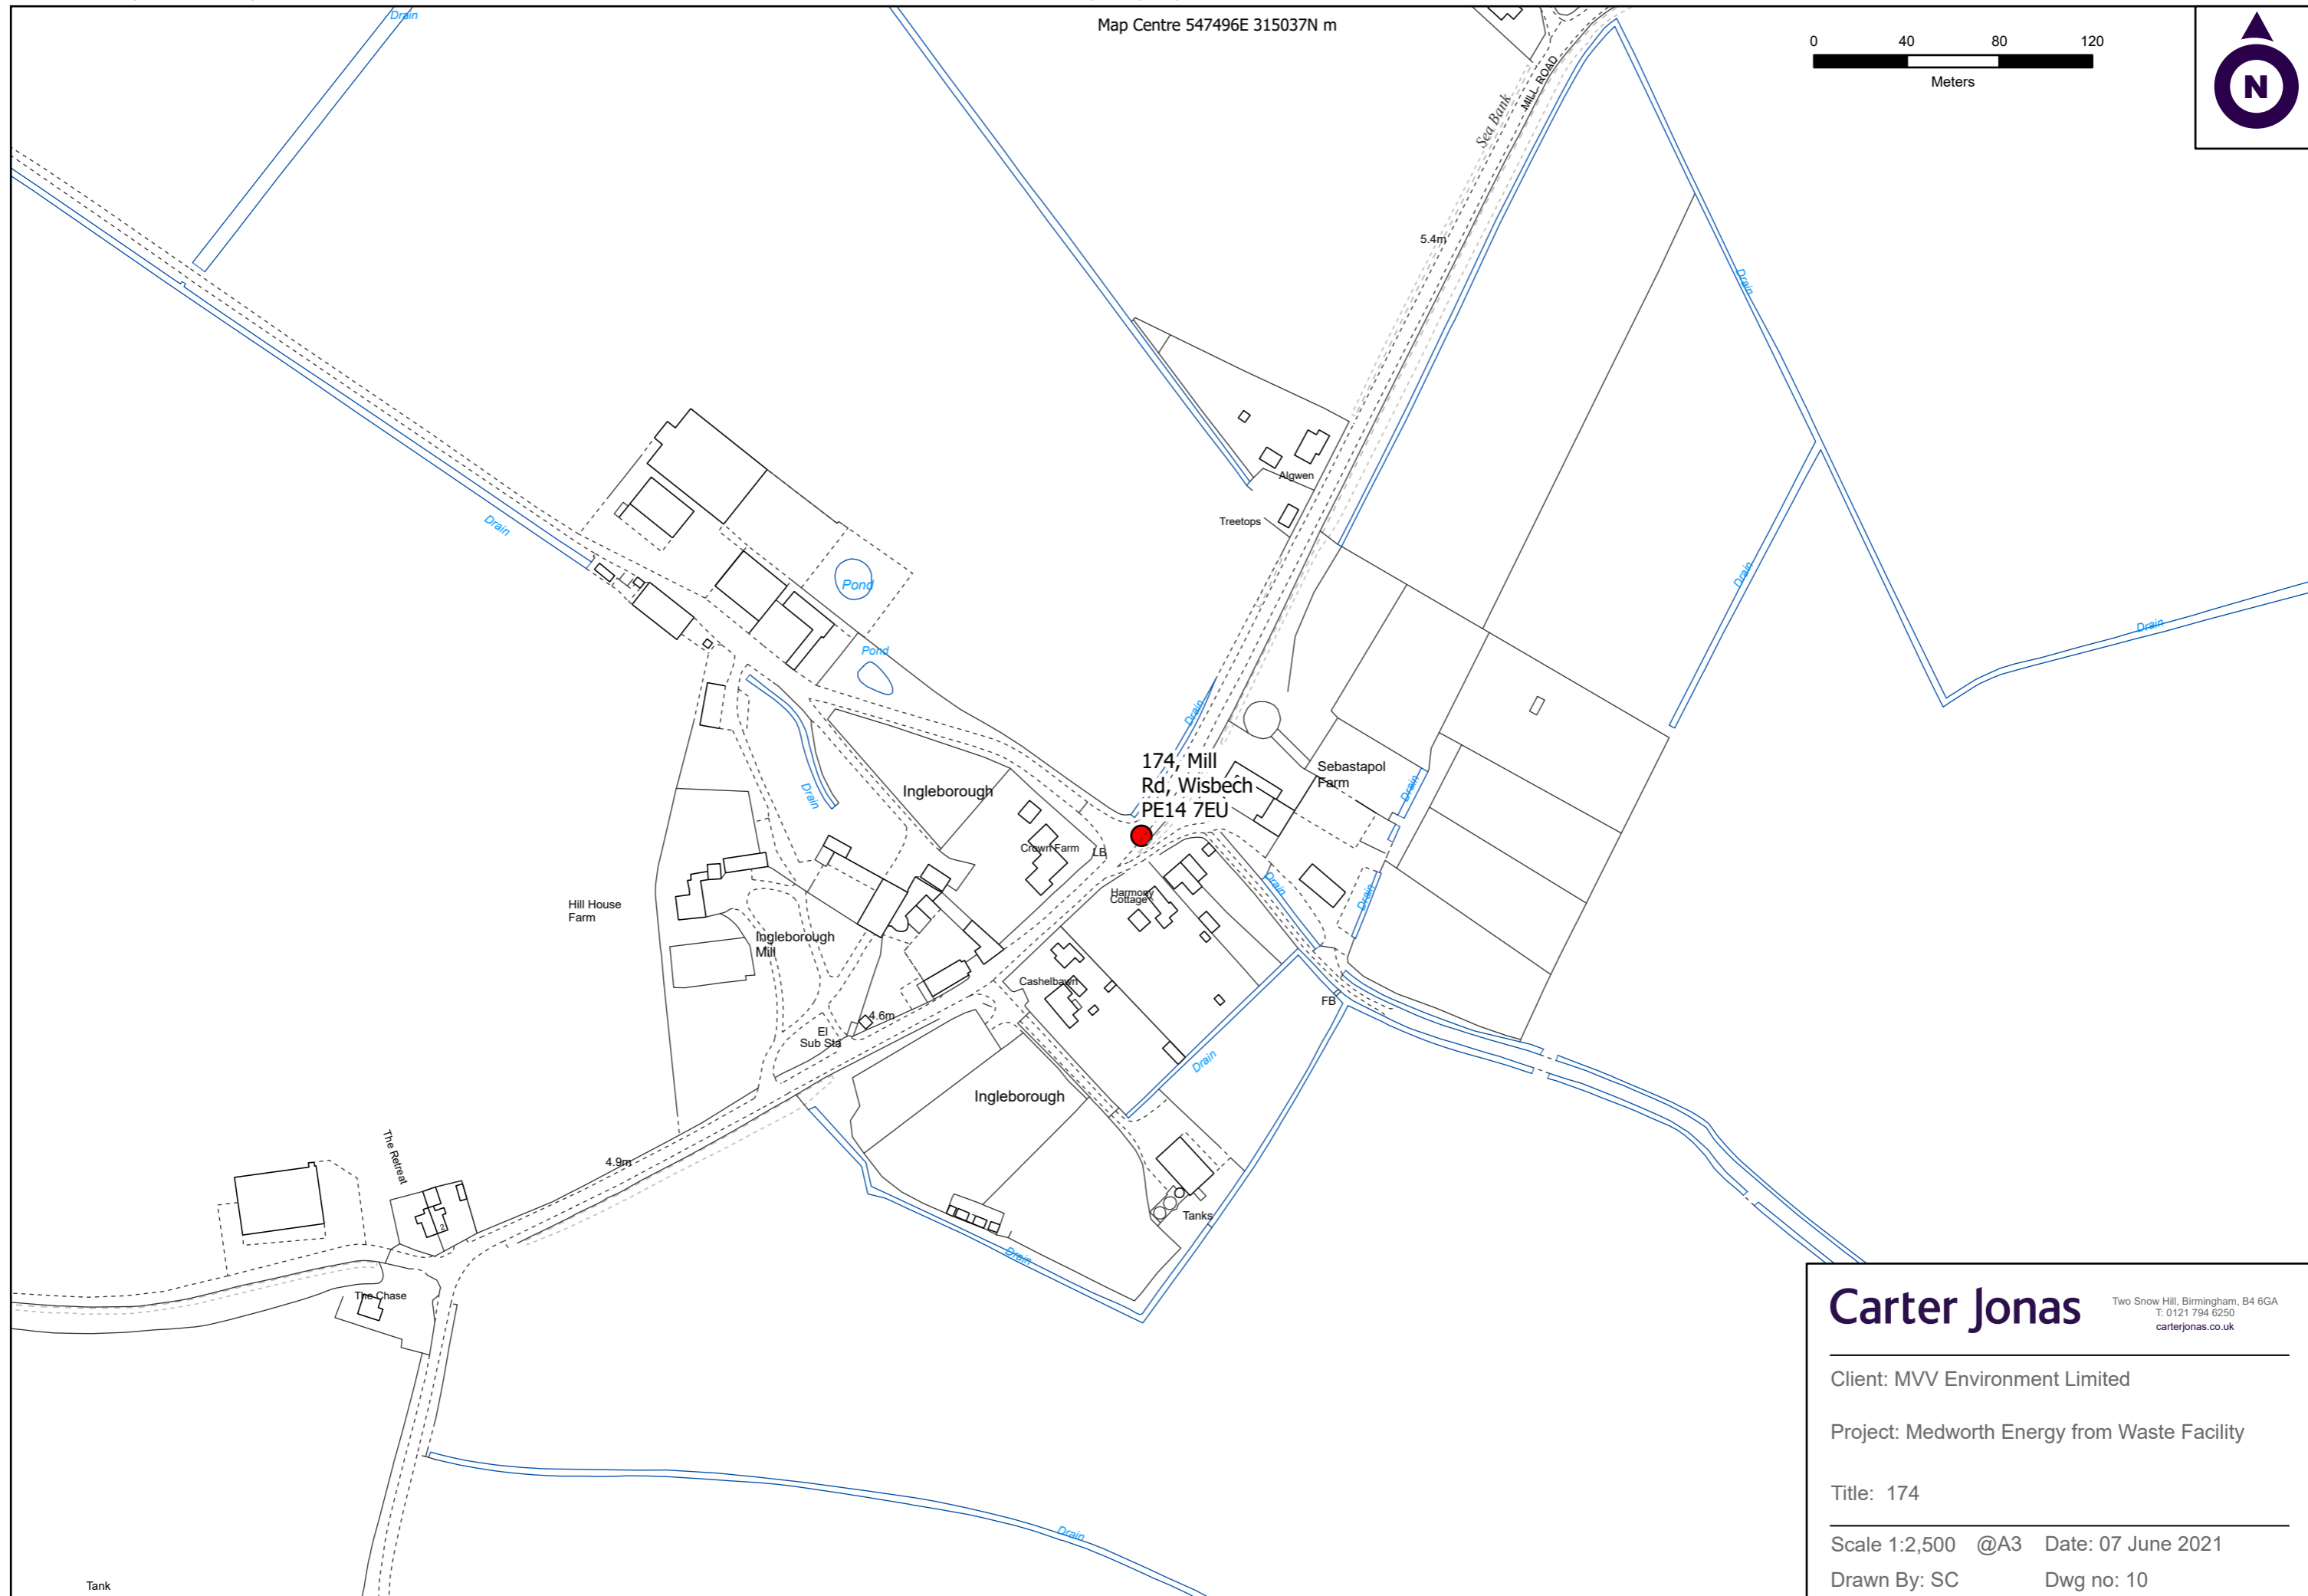 Drain
Map Centre 547496E 315037N m
0 40 80 120
Meters
N
MILL ROAD
Sea Bank
5.4m
Drain
Algwen
Treetops
Drain
Pond
Drain
Drain
Pond
Drain
174, Mill
Rd, Wisbech
PE14 7EU
Sebastapol
Farm
Drain
Ingleborough
Drain
Crown Farm
LB
Drain
Drain
Harmony
Cottage
Hill House
Farm
Ingleborough
Mill
Cashelbawn
FB
4.6m
El
Sub Sta
Drain
Ingleborough
The Retreat
4.9m
2
Tanks
Drain
The Chase
Drain
Tank
Carter Jonas
Two Snow Hill, Birmingham, B4 6GA
T: 0121 794 6250
carterjonas.co.uk
Client: MVV Environment Limited
Project: Medworth Energy from Waste Facility
Title: 174
Scale 1:2,500 @A3 Date: 07 June 2021
Drawn By: SC Dwg no: 10